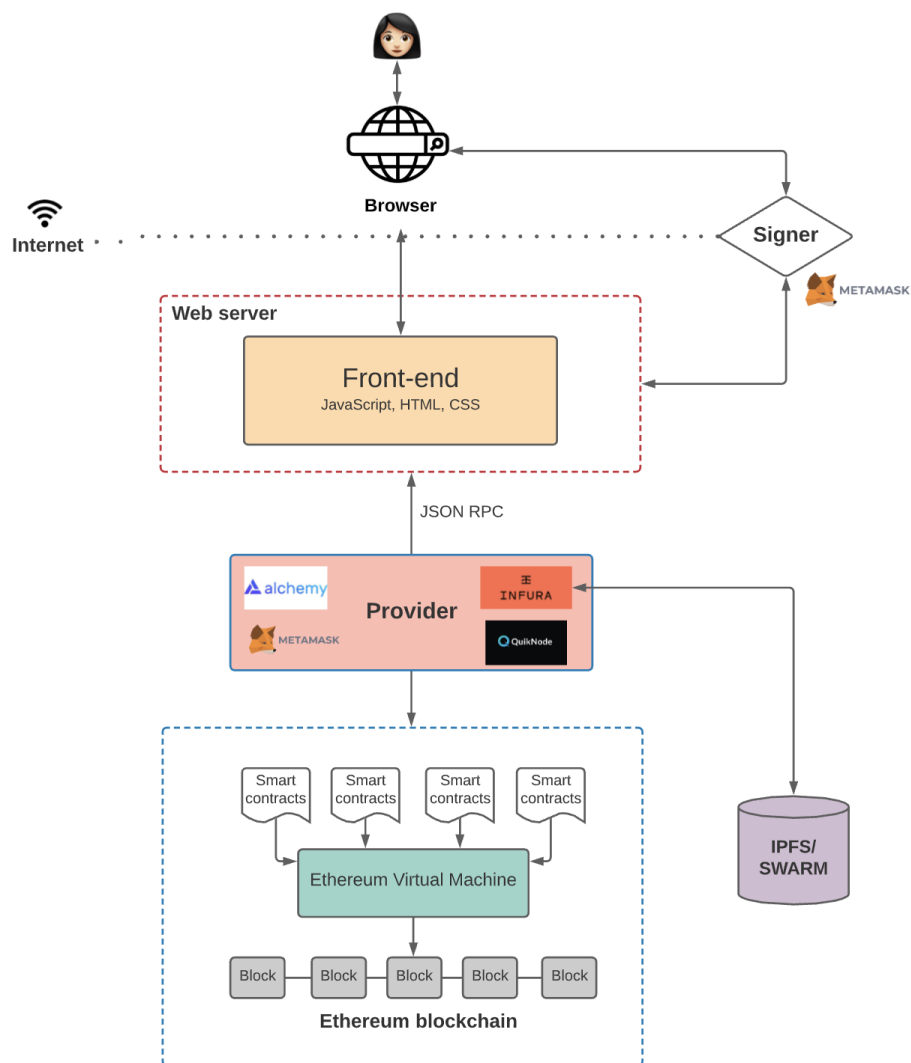 Browser
Internet
Signer
METAMASK
Web server
Front-end
JavaScript, HTML, CSS
JSON RPC
alchemy
INFURA
Provider
METAMASK
QuikNode
Smart
contracts
Smart
contracts
Smart
contracts
Smart
contracts
IPFS/
SWARM
Ethereum Virtual Machine
Block
Block
Block
Block
Block
Ethereum blockchain